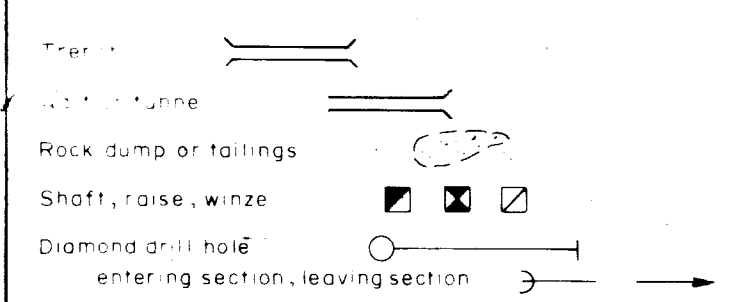 Rock dump or tailings
Shaft, raise, winze
Diamond drill hole
entering section, leaving section